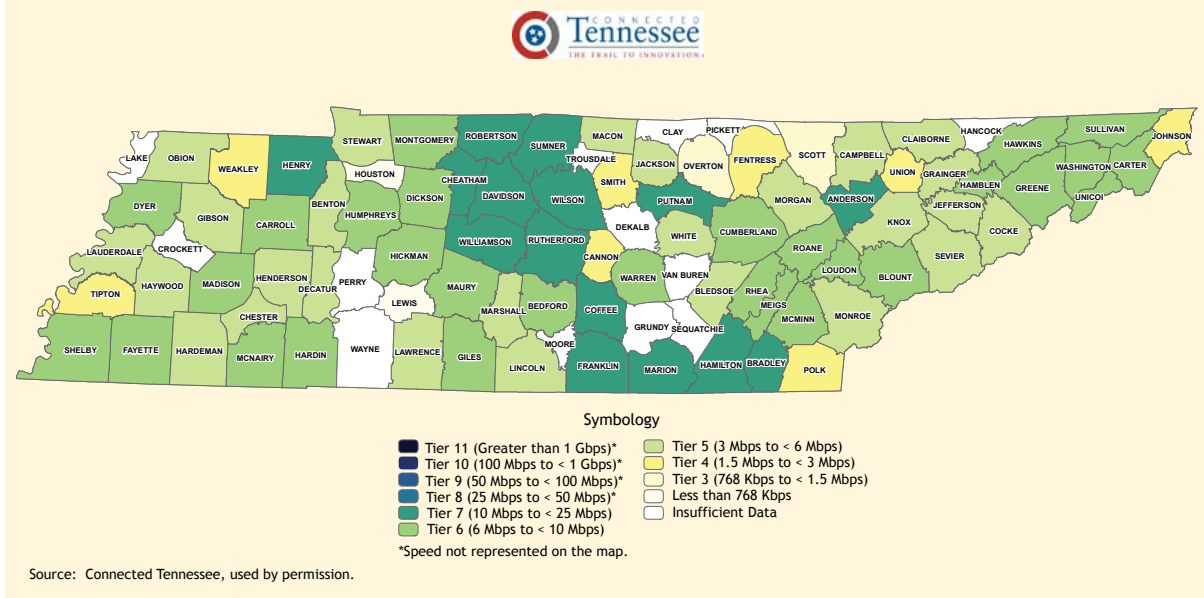 CONNECTED
Tennessee
THE TRAIL TO INNOVATION
LAKE
OBION
WEAKLEY
HENRY
STEWART
MONTGOMERY
ROBERTSON
SUMNER
MACON
CLAY
PICKETT
TROUSDALE
JACKSON
OVERTON
FENTRESS
SCOTT
CAMPBELL
CLAIBORNE
HANCOCK
HAWKINS
SULLIVAN
JOHNSON
HOUSTON
CHEATHAM
SMITH
UNION
GRAINGER
HAMBLEN
WASHINGTON
CARTER
DYER
GIBSON
CARROLL
BENTON
HUMPHREYS
DICKSON
DAVIDSON
WILSON
PUTNAM
MORGAN
ANDERSON
KNOX
JEFFERSON
GREENE
UNICOI
LAUDERDALE
CROCKETT
HICKMAN
WILLIAMSON
RUTHERFORD
CANNON
DEKALB
WHITE
CUMBERLAND
ROANE
LOUDON
BLOUNT
SEVIER
COCKE
TIPTON
HAYWOOD
MADISON
HENDERSON
DECATUR
PERRY
LEWIS
MAURY
MARSHALL
BEDFORD
COFFEE
WARREN
VAN BUREN
BLEDSOE
RHEA
MEIGS
MCMINN
MONROE
SHELBY
FAYETTE
HARDEMAN
CHESTER
MCNAIRY
HARDIN
WAYNE
LAWRENCE
GILES
LINCOLN
MOORE
FRANKLIN
GRUNDY
SEQUATCHIE
MARION
HAMILTON
BRADLEY
POLK
Symbology
Tier 11 (Greater than 1 Gbps)*
Tier 10 (100 Mbps to < 1 Gbps)*
Tier 9 (50 Mbps to < 100 Mbps)*
Tier 8 (25 Mbps to < 50 Mbps)*
Tier 7 (10 Mbps to < 25 Mbps)
Tier 6 (6 Mbps to < 10 Mbps)
Tier 5 (3 Mbps to < 6 Mbps)
Tier 4 (1.5 Mbps to < 3 Mbps)
Tier 3 (768 Kbps to < 1.5 Mbps)
Less than 768 Kbps
Insufficient Data
*Speed not represented on the map.
Source: Connected Tennessee, used by permission.